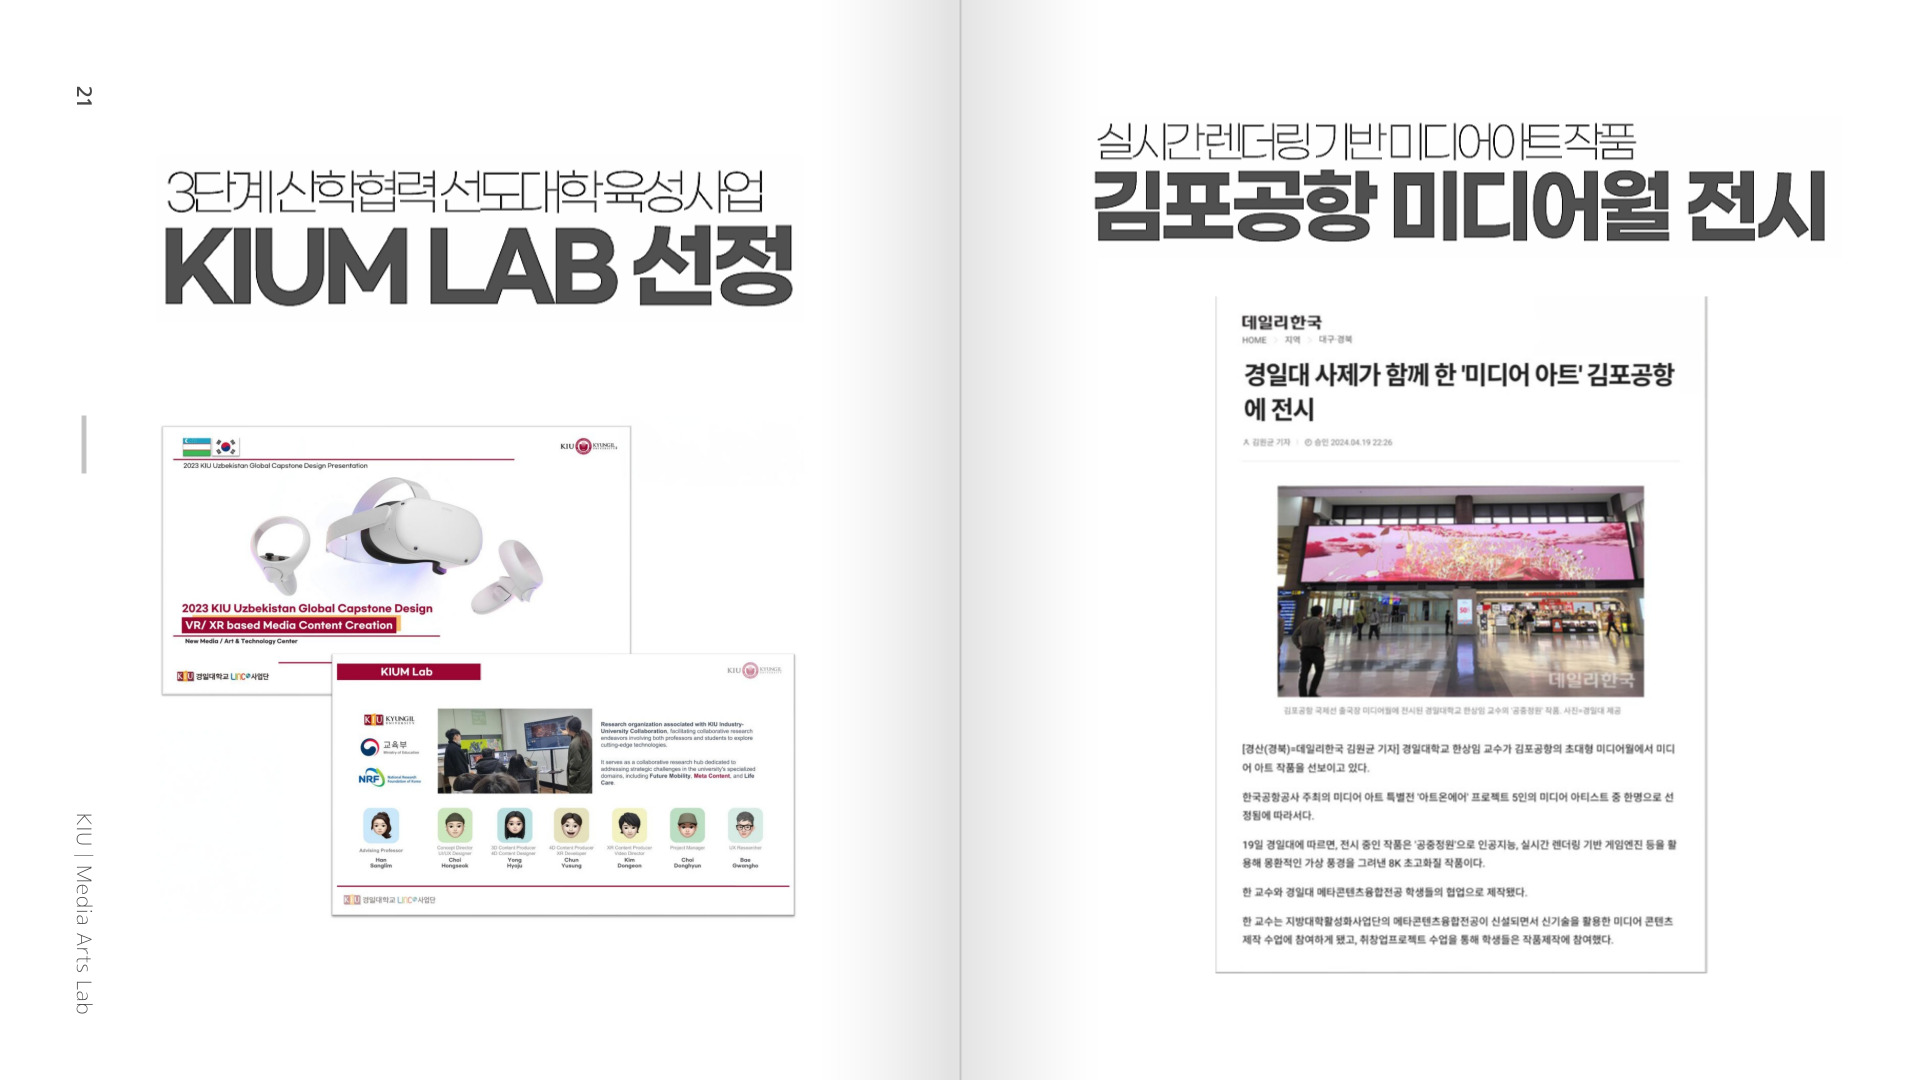 21
KIU | Media Arts Lab
3단계 산학협력 선도대학 육성사업
KIUM LAB 선정
2023 KIU Uzbekistan Global Capstone Design Presentation
KIU KYUNGIL UNIVERSITY
2023 KIU Uzbekistan Global Capstone Design
VR/ XR based Media Content Creation
New Media / Art & Technology Center
KIU 경일대학교 LINC 사업단
KIUM Lab
KIU KYUNGIL
KIU KYUNGIL UNIVERSITY
교육부
Ministry of Education
NRF National Research
Foundation of Korea
Research organization associated with KIU Industry-
University Collaboration, facilitating collaborative research
endeavors involving both professors and students to explore
cutting-edge technologies.
It serves as a collaborative research hub dedicated to
addressing strategic challenges in the university's specialized
domains, including Future Mobility, Meta Content, and Life
Care.
Advising Professor
Han
Sanglim
Concept Director
UI/UX Designer
Choi
Hongseok
3D Content Producer
4D Content Designer
Yang
Hyoju
4D Content Producer
XR Developer
Chun
Yusung
XR Content Producer
Video Director
Kim
Dongeon
Project Manager
Choi
Donghyun
UX Researcher
Bae
Gwangho
KIU 경일대학교 LINC 사업단
실시간 렌더링 기반 미디어아트 작품
김포공항 미디어월 전시
데일리한국
HOME > 지역 > 대구·경북
경일대 사제가 함께 한 '미디어 아트' 김포공항
에 전시
김원균 기자 | 승인 2024.04.19 22:26
데일리한국
김포공항 국제선 출국장 미디어월에 전시된 경일대학교 한상임 교수의 '공중정원' 작품. 사진=경일대 제공
[경산(경북)=데일리한국 김원균 기자] 경일대학교 한상임 교수가 김포공항의 초대형 미디어월에서 미디
어 아트 작품을 선보이고 있다.
한국공항공사 주최의 미디어 아트 특별전 '아트온에어' 프로젝트 5인의 미디어 아티스트 중 한명으로 선
정됨에 따라서다.
19일 경일대에 따르면, 전시 중인 작품은 '공중정원'으로 인공지능, 실시간 렌더링 기반 게임엔진 등을 활
용해 몽환적인 가상 풍경을 그려낸 8K 초고화질 작품이다.
한 교수와 경일대 메타콘텐츠융합전공 학생들의 협업으로 제작됐다.
한 교수는 지방대학활성화사업단의 메타콘텐츠융합전공이 신설되면서 신기술을 활용한 미디어 콘텐츠
제작 수업에 참여하게 됐고, 취창업프로젝트 수업을 통해 학생들은 작품제작에 참여했다.